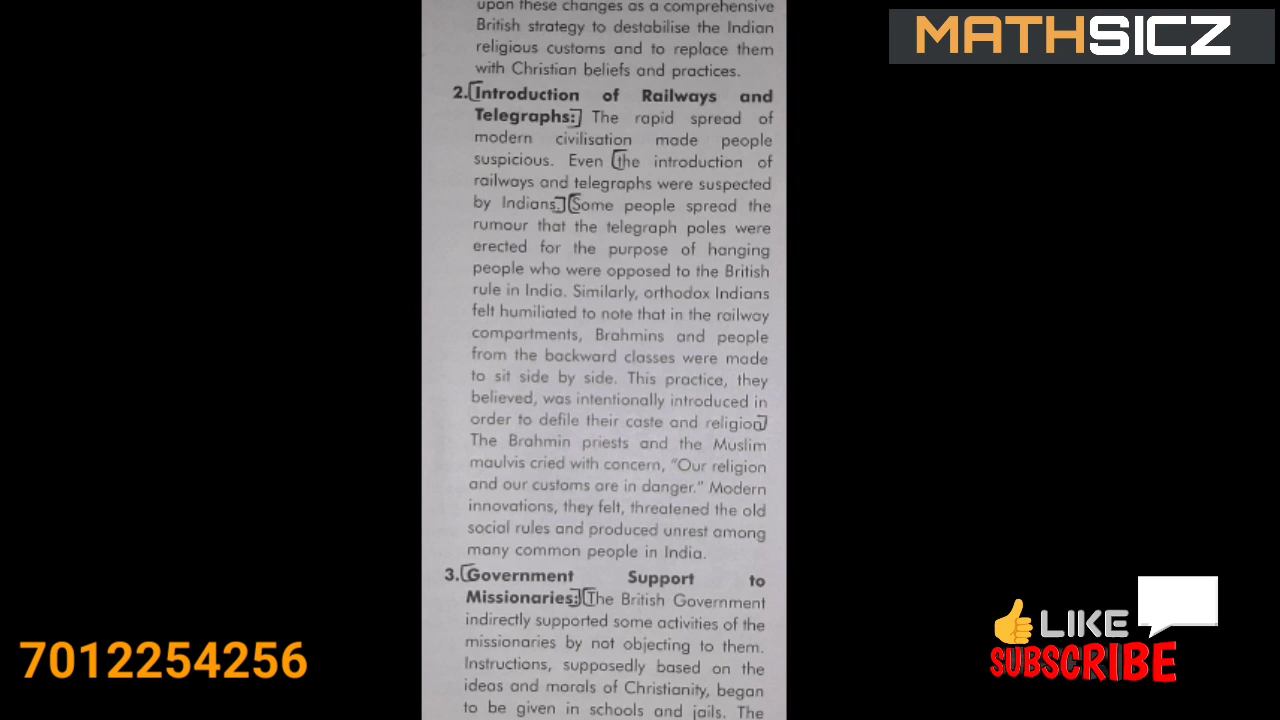 upon these changes as a comprehensive
British strategy to destabilise the Indian
religious customs and to replace them
with Christian beliefs and practices.
2. Introduction of Railways and
Telegraphs: The rapid spread of
modern civilisation made people
suspicious. Even the introduction of
railways and telegraphs were suspected
by Indians. Some people spread the
rumour that the telegraph poles were
erected for the purpose of hanging
people who were opposed to the British
rule in India. Similarly, orthodox Indians
felt humiliated to note that in the railway
compartments, Brahmins and people
from the backward classes were made
to sit side by side. This practice, they
believed, was intentionally introduced in
order to defile their caste and religion
The Brahmin priests and the Muslim
maulvis cried with concern, “Our religion
and our customs are in danger.” Modern
innovations, they felt, threatened the old
social rules and produced unrest among
many common people in India.
3. Government Support to
Missionaries: The British Government
indirectly supported some activities of the
missionaries by not objecting to them.
Instructions, supposedly based on the
ideas and morals of Christianity, began
to be given in schools and jails. The
MATHSICZ
7012254256
LIKE
SUBSCRIBE